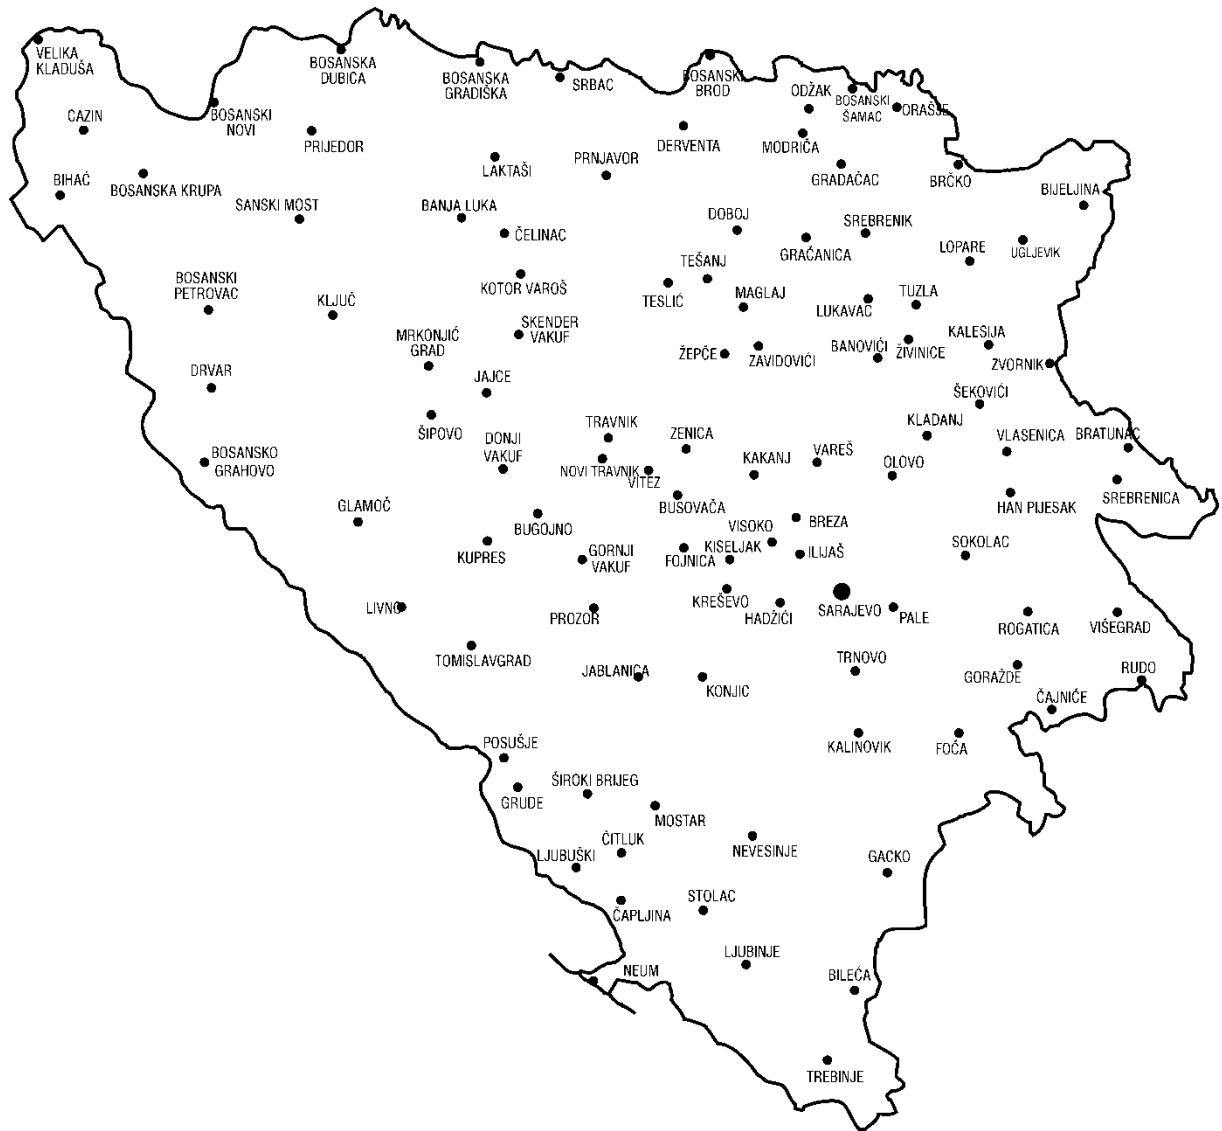 VELIKA
KLADUŠA
BOSANSKA
DUBICA
BOSANSKA
GRADIŠKA
SRBAC
BOSANSKI
BROD
ODŽAK
BOSANSKI
ŠAMAC
ORAŠJE
CAZIN
BOSANSKI
NOVI
PRIJEDOR
DERVENTA
MODRIČA
LAKTAŠI
PRNJAVOR
GRADAČAC
BRČKO
BIHAĆ
BOSANSKA KRUPA
BIJELJINA
SANSKI MOST
BANJA LUKA
ČELINAC
DOBOJ
GRAČANICA
SREBRENIK
LOPARE
UGLJEVIK
BOSANSKI
PETROVAC
KLJUČ
KOTOR VAROŠ
TEŠANJ
TESLIĆ
MAGLAJ
LUKAVAC
TUZLA
MRKONJIĆ
GRAD
SKENDER
VAKUF
ŽEPČE
ZAVIDOVIĆI
BANOVIĆI
ŽIVINICE
KALESIJA
ZVORNIK
DRVAR
JAJCE
ŠEKOVIĆI
ŠIPOVO
DONJI
VAKUF
TRAVNIK
ZENICA
KLADANJ
VLASENICA
BRATUNAC
BOSANSKO
GRAHOVO
NOVI TRAVNIK
VITEZ
KAKANJ
VAREŠ
OLOVO
GLAMOČ
BUSOVAČA
HAN PIJESAK
SREBRENICA
BUGOJNO
VISOKO
BREZA
KUPRES
GORNJI
VAKUF
FOJNICA
KISELJAK
ILIJAŠ
SOKOLAC
LIVNO
PROZOR
KREŠEVO
HADŽIĆI
SARAJEVO
PALE
ROGATICA
VIŠEGRAD
TOMISLAVGRAD
JABLANICA
KONJIC
TRNOVO
GORAŽDE
RUDO
ČAJNIČE
POSUŠJE
KALINOVIK
FOČA
GRUDE
ŠIROKI BRIJEG
MOSTAR
ČITLUK
NEVESINJE
LJUBUŠKI
GACKO
ČAPLJINA
STOLAC
NEUM
LJUBINJE
BILEĆA
TREBINJE